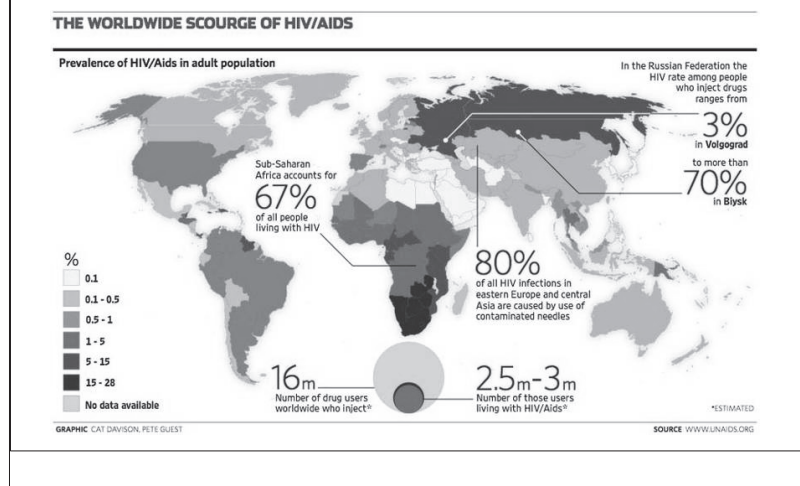 THE WORLDWIDE SCOURGE OF HIV/AIDS
Prevalence of HIV/Aids in adult population
In the Russian Federation the
HIV rate among people
who inject drugs
ranges from
3%
in Volgograd
to more than
70%
in Biysk
Sub-Saharan
Africa accounts for
67%
of all people
living with HIV
80%
of all HIV infections in
eastern Europe and central
Asia are caused by use of
contaminated needles
%
0.1
0.1 - 0.5
0.5 - 1
1 - 5
5 - 15
15 - 28
No data available
16m
Number of drug users
worldwide who inject*
2.5m-3m
Number of those users
living with HIV/Aids*
*ESTIMATED
GRAPHIC CAT DAVISON, PETE GUEST
SOURCE WWW.UNAIDS.ORG